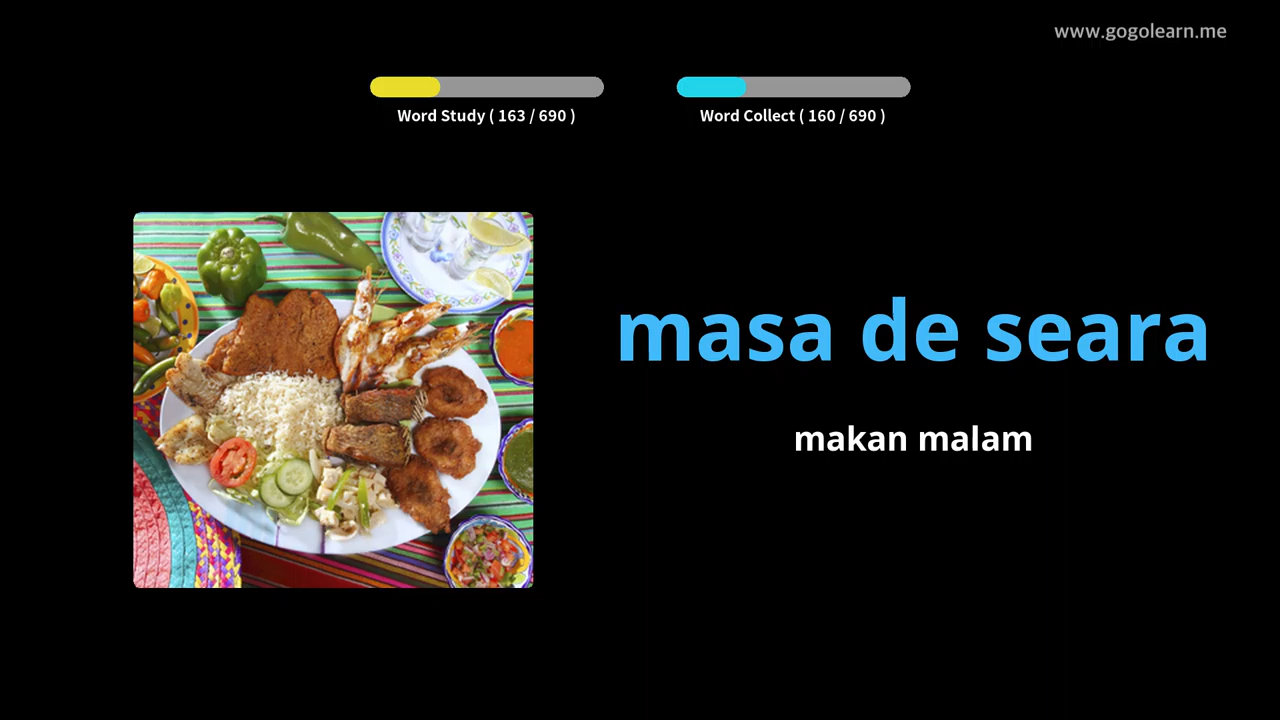 www.gogolearn.me
Word Study ( 163 / 690 )
Word Collect ( 160 / 690 )
masa de seara
makan malam